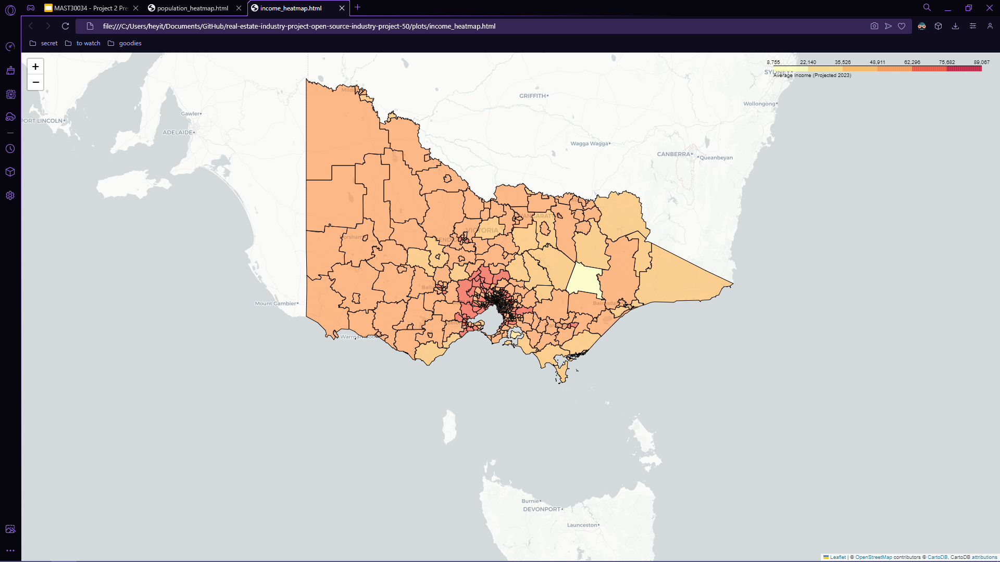 MAST30034 - Project 2 Pre
population_heatmap.html
income_heatmap.html
file:///C:/Users/heyit/Documents/GitHub/real-estate-industry-project-open-source-industry-project-50/plots/income_heatmap.html
secret
to watch
goodies
+
−
8,755 22,140 35,526 48,911 62,296 75,682 89,067
SYDNEY
Average Income (Projected 2023)
GRIFFITH
Wollongong
Gawler
PORT LINCOLN
ADELAIDE
Wagga Wagga
CANBERRA
Queanbeyan
VICTORIA
Mount Gambier
Warrnambool
Burnie
DEVONPORT
Launceston
Leaflet | © OpenStreetMap contributors © CartoDB, CartoDB attributions